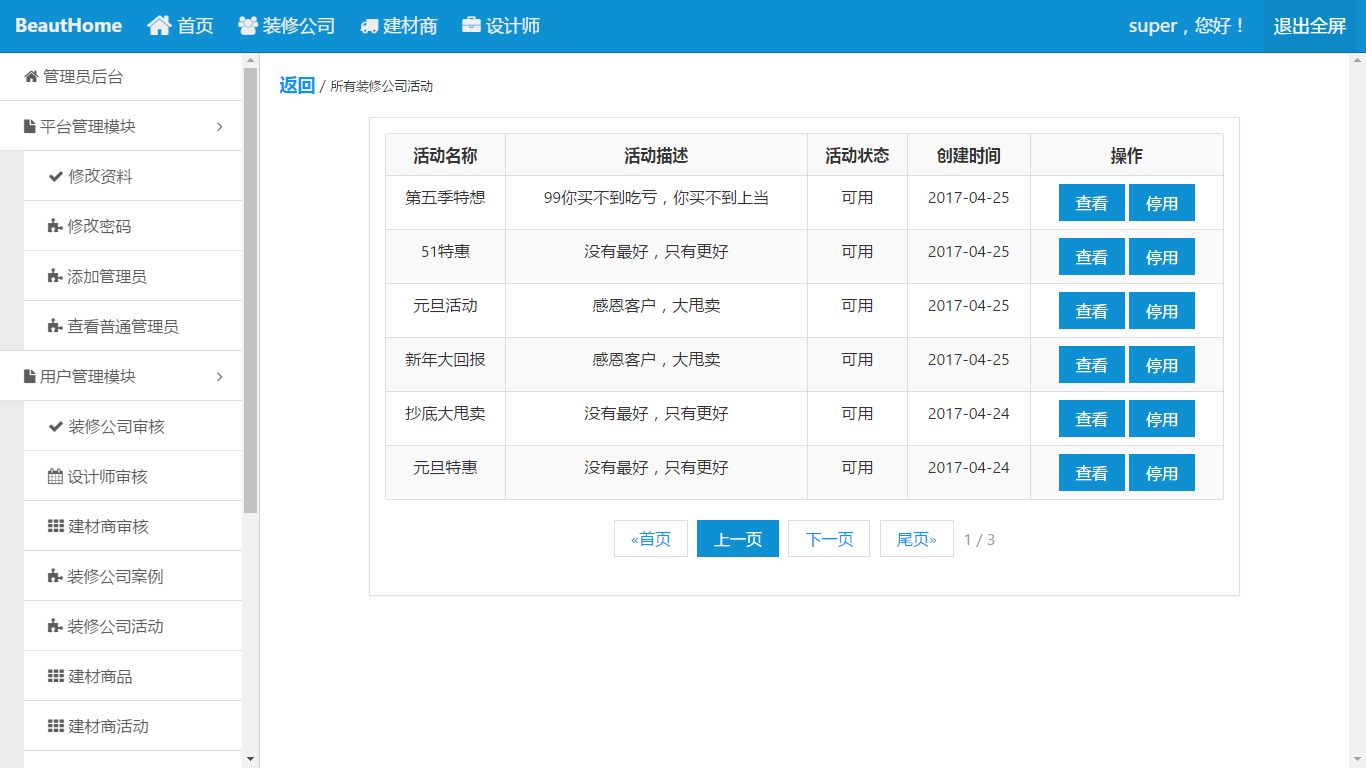 BeautHome 首页 装修公司 建材商 设计师 super，您好！ 退出全屏
管理员后台
平台管理模块
修改资料
修改密码
添加管理员
查看普通管理员
用户管理模块
装修公司审核
设计师审核
建材商审核
装修公司案例
装修公司活动
建材商品
建材商活动
返回 / 所有装修公司活动
活动名称 活动描述 活动状态 创建时间 操作
第五季特想 99你买不到吃亏，你买不到上当 可用 2017-04-25 查看 停用
51特惠 没有最好，只有更好 可用 2017-04-25 查看 停用
元旦活动 感恩客户，大甩卖 可用 2017-04-25 查看 停用
新年大回报 感恩客户，大甩卖 可用 2017-04-25 查看 停用
抄底大甩卖 没有最好，只有更好 可用 2017-04-24 查看 停用
元旦特惠 没有最好，只有更好 可用 2017-04-24 查看 停用
«首页 上一页 下一页 尾页» 1 / 3